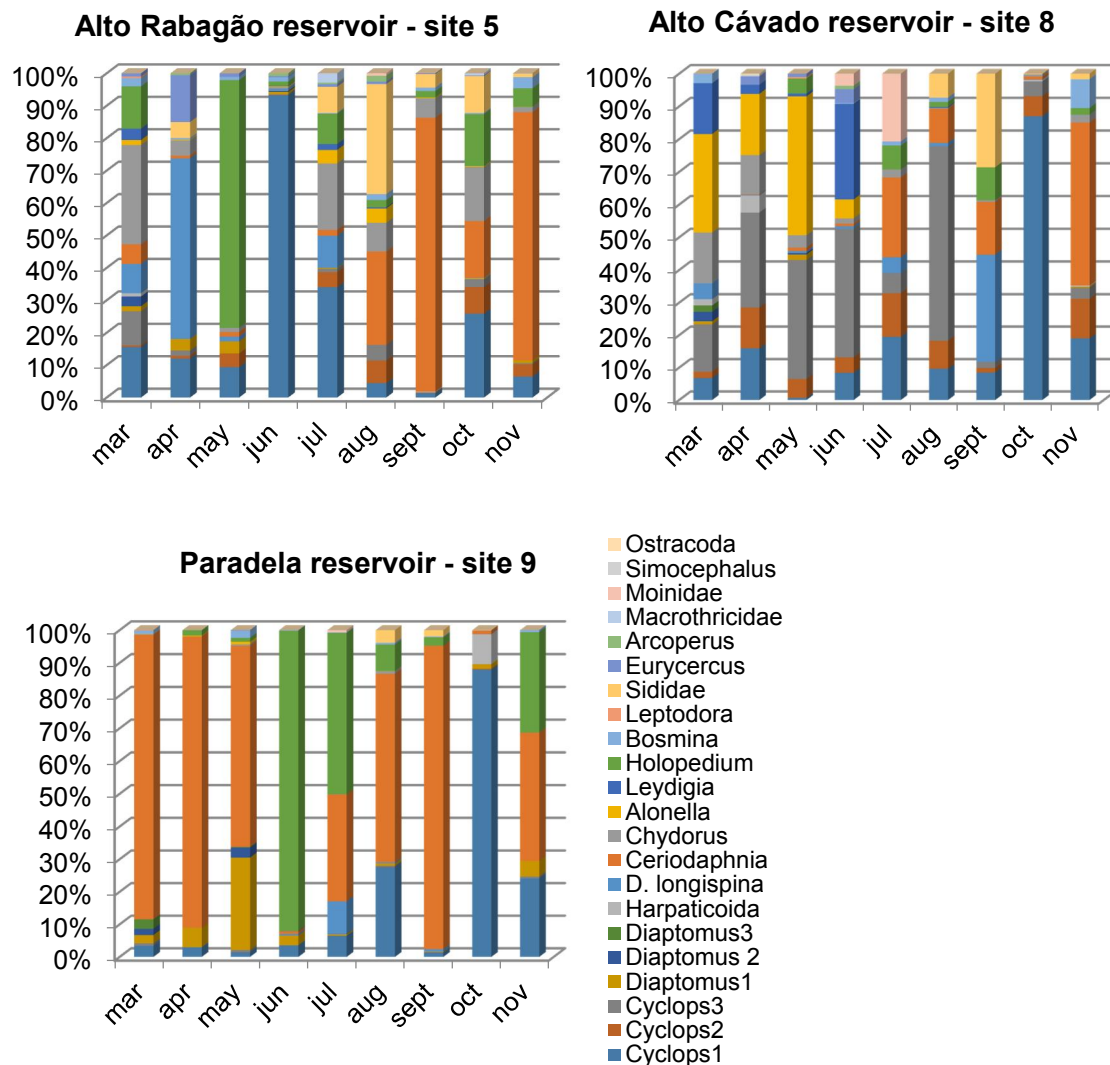 Alto Rabagão reservoir - site 5
100%
90%
80%
70%
60%
50%
40%
30%
20%
10%
0%
mar
apr
may
jun
jul
aug
sept
oct
nov
Alto Cávado reservoir - site 8
100%
90%
80%
70%
60%
50%
40%
30%
20%
10%
0%
mar
apr
may
jun
jul
aug
sept
oct
nov
Paradela reservoir - site 9
100%
90%
80%
70%
60%
50%
40%
30%
20%
10%
0%
mar
apr
may
jun
jul
aug
sept
oct
nov
Ostracoda
Simocephalus
Moinidae
Macrothricidae
Arcoperus
Eurycercus
Sididae
Leptodora
Bosmina
Holopedium
Leydigia
Alonella
Chydorus
Ceriodaphnia
D. longispina
Harpaticoida
Diaptomus3
Diaptomus 2
Diaptomus1
Cyclops3
Cyclops2
Cyclops1